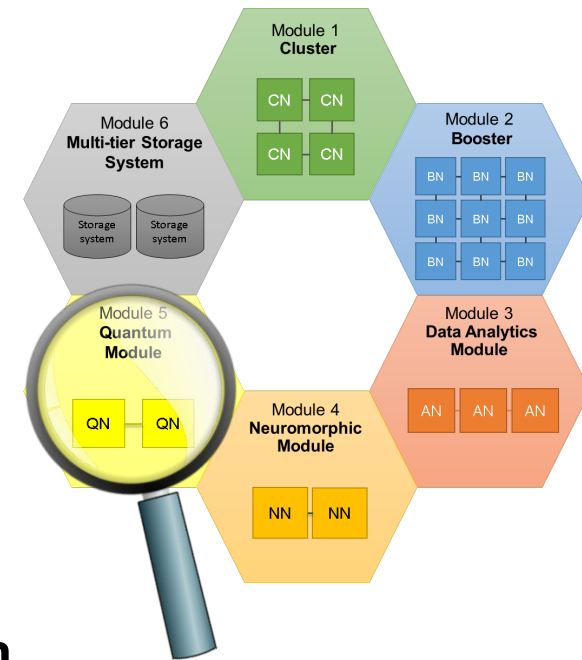 Module 1
Cluster
CN CN
CN CN
Module 2
Booster
BN BN BN
BN BN BN
BN BN BN
Module 3
Data Analytics
Module
AN AN AN
Module 4
Neuromorphic
Module
NN NN
Module 5
Quantum
Module
QN QN
Module 6
Multi-tier Storage
System
Storage Storage
system system